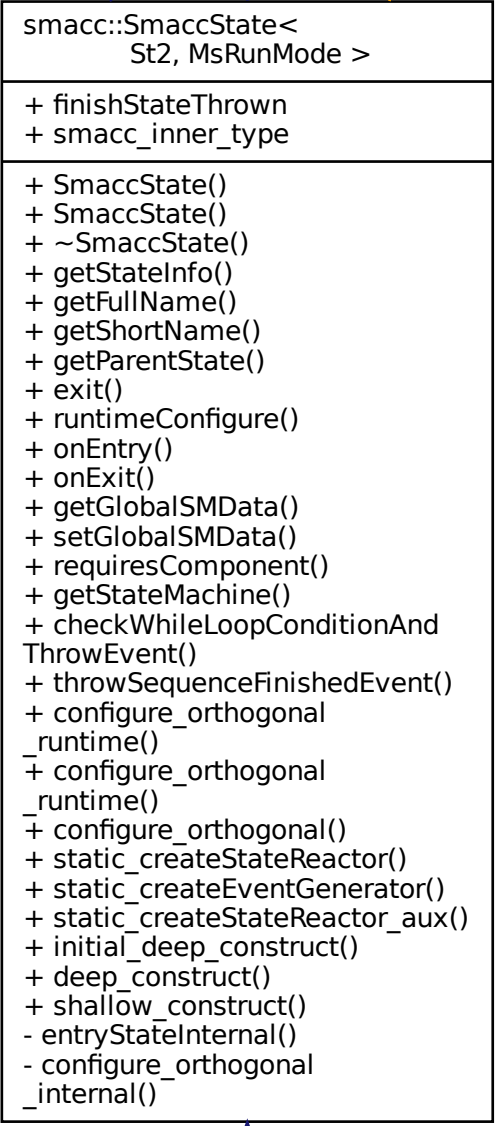 smacc::SmaccState<
St2, MsRunMode >
+ finishStateThrown
+ smacc_inner_type
+ SmaccState()
+ SmaccState()
+ ~SmaccState()
+ getStateInfo()
+ getFullName()
+ getShortName()
+ getParentState()
+ exit()
+ runtimeConfigure()
+ onEntry()
+ onExit()
+ getGlobalSMData()
+ setGlobalSMData()
+ requiresComponent()
+ getStateMachine()
+ checkWhileLoopConditionAnd
ThrowEvent()
+ throwSequenceFinishedEvent()
+ configure_orthogonal
_runtime()
+ configure_orthogonal
_runtime()
+ configure_orthogonal()
+ static_createStateReactor()
+ static_createEventGenerator()
+ static_createStateReactor_aux()
+ initial_deep_construct()
+ deep_construct()
+ shallow_construct()
- entryStateInternal()
- configure_orthogonal
_internal()